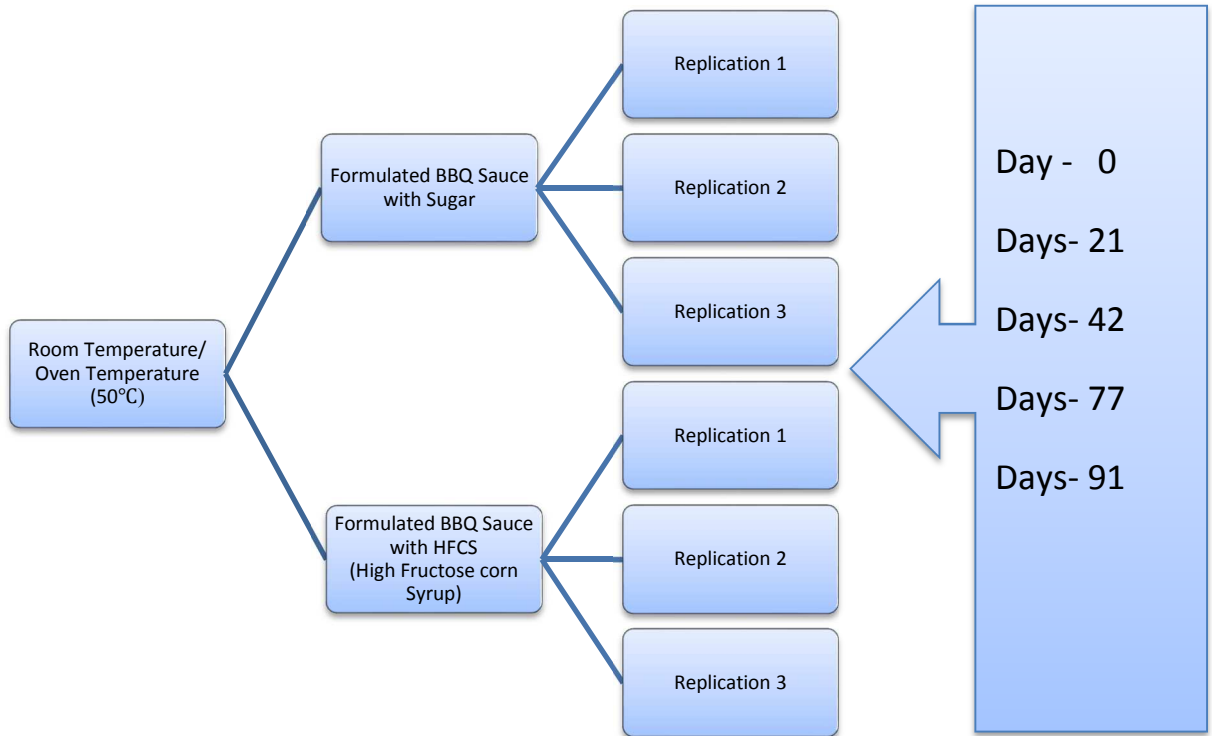 Room Temperature/
Oven Temperature
(50℃)
Formulated BBQ Sauce
with Sugar
Replication 1
Replication 2
Replication 3
Formulated BBQ Sauce
with HFCS
(High Fructose corn
Syrup)
Replication 1
Replication 2
Replication 3
Day - 0
Days- 21
Days- 42
Days- 77
Days- 91